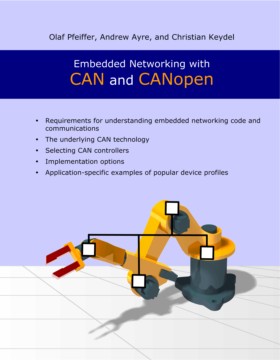 Olaf Pfeiffer, Andrew Ayre, and Christian Keydel
Embedded Networking with
CAN and CANopen
• Requirements for understanding embedded networking code and
communications
• The underlying CAN technology
• Selecting CAN controllers
• Implementation options
• Application-specific examples of popular device profiles